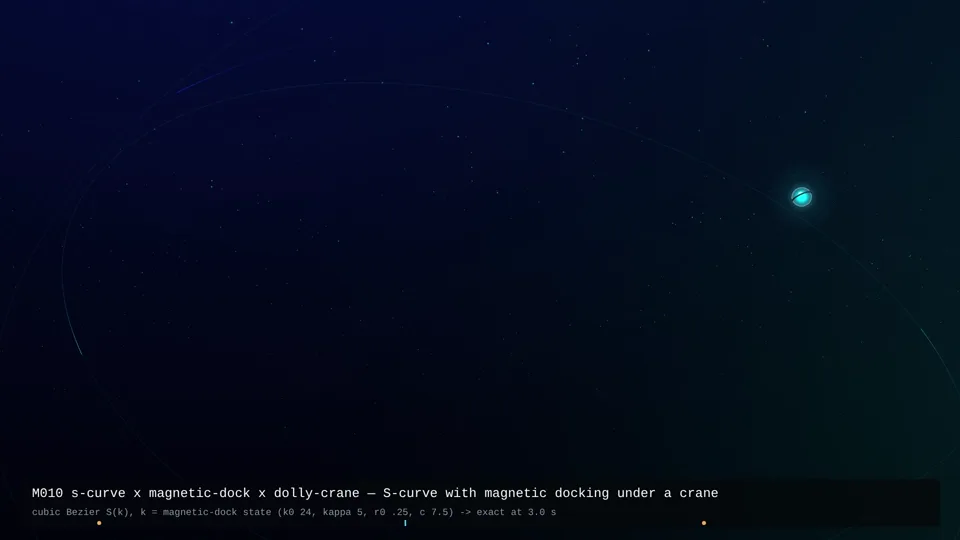 M010 s-curve x magnetic-dock x dolly-crane — S-curve with magnetic docking under a crane
cubic Bezier S(k), k = magnetic-dock state (k0 24, kappa 5, r0 .25, c 7.5) -> exact at 3.0 s